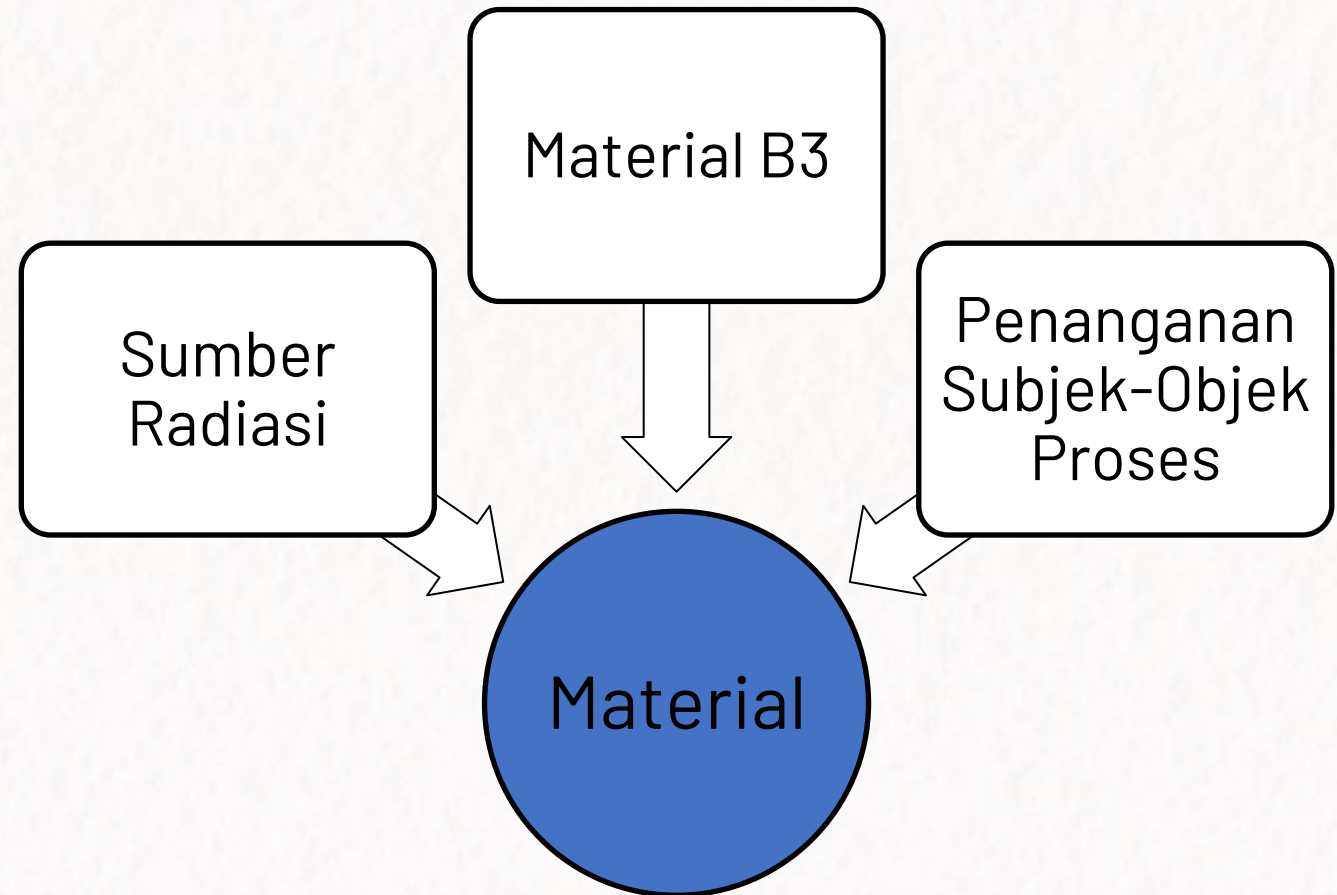 Material B3
Sumber
Radiasi
Penanganan
Subjek-Objek
Proses
Material